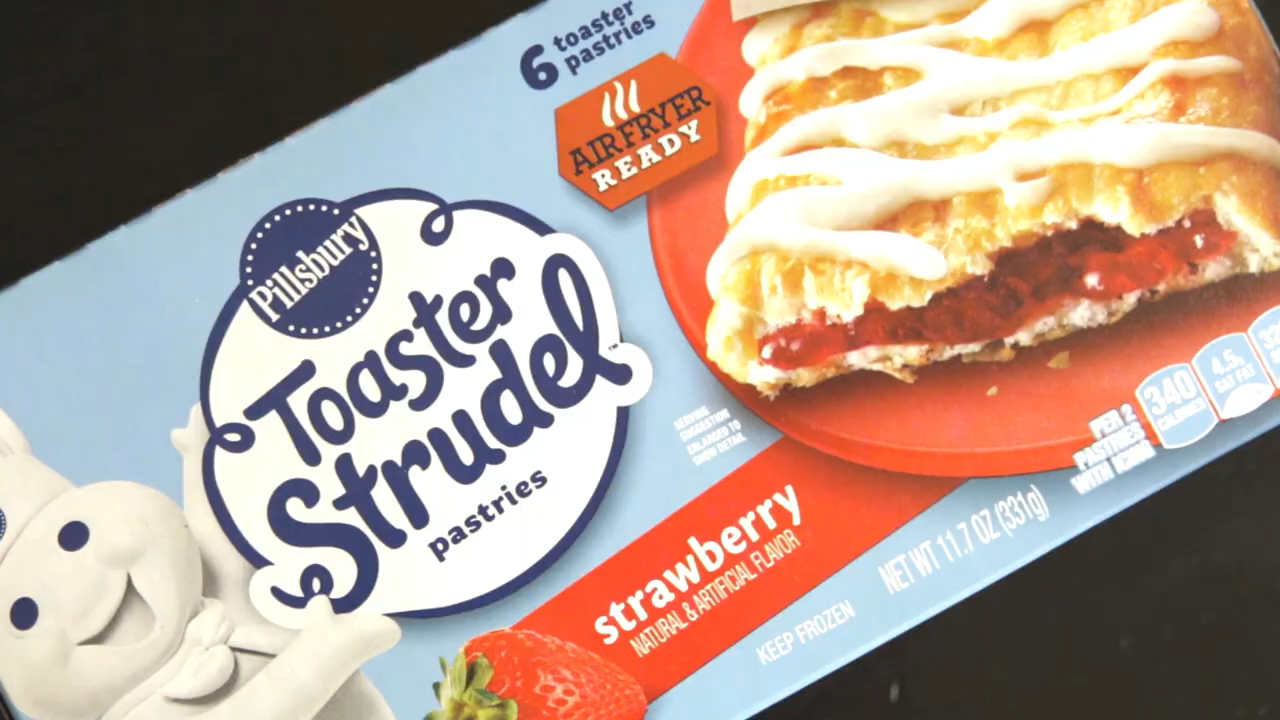 6 toaster
pastries
AIR FRYER
READY
Pillsbury
Toaster
Strudel™
pastries
SERVING
SUGGESTION
ENLARGED TO
SHOW DETAIL
340
CALORIES
4.5g
SAT FAT
PER 2
PASTRIES
WITH ICING
strawberry
NATURAL & ARTIFICIAL FLAVOR
KEEP FROZEN
NET WT 11.7 OZ (331g)